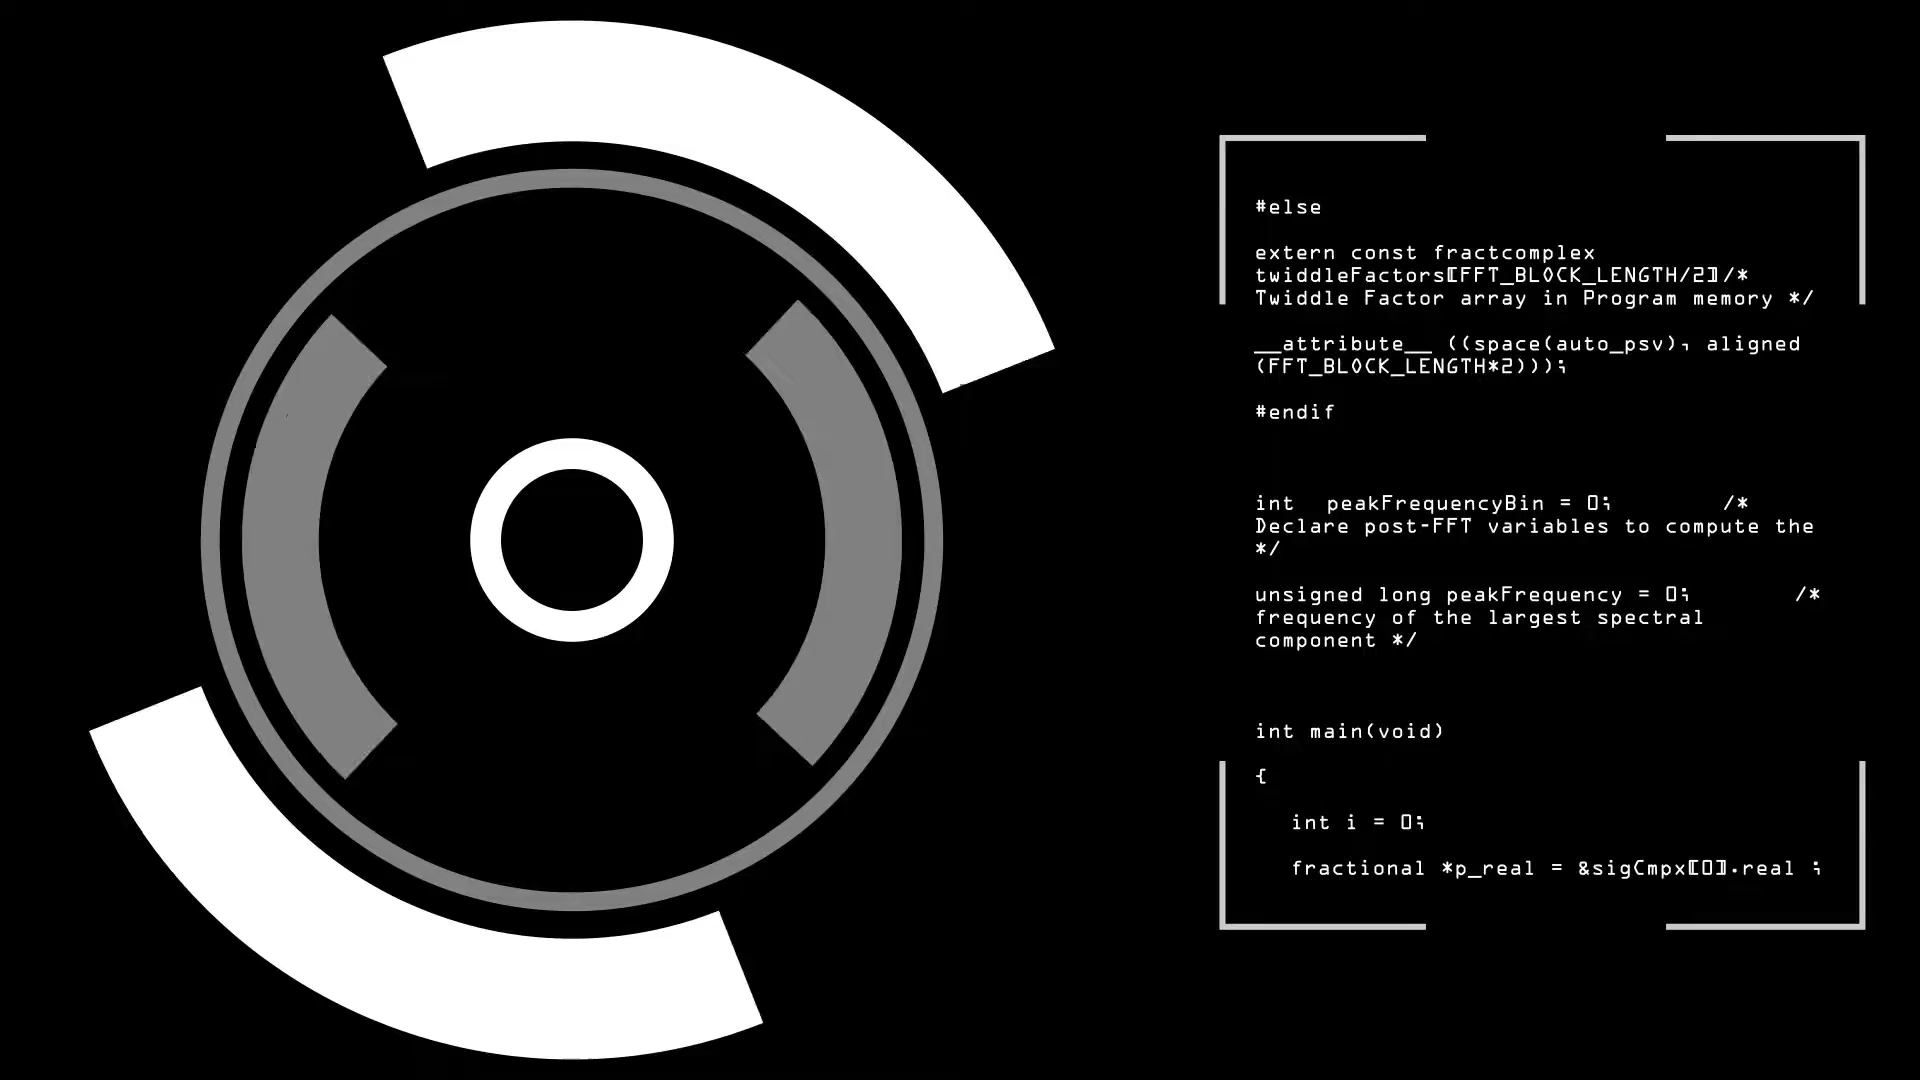 #else
extern const fractcomplex
twiddleFactors[FFT_BLOCK_LENGTH/2]/*
Twiddle Factor array in Program memory */
__attribute__ ((space(auto_psv), aligned
(FFT_BLOCK_LENGTH*2)));
#endif
int  peakFrequencyBin = 0;        /*
Declare post-FFT variables to compute the
*/
unsigned long peakFrequency = 0;        /*
frequency of the largest spectral
component */
int main(void)
{
int i = 0;
fractional *p_real = &sigCmpx[0].real ;